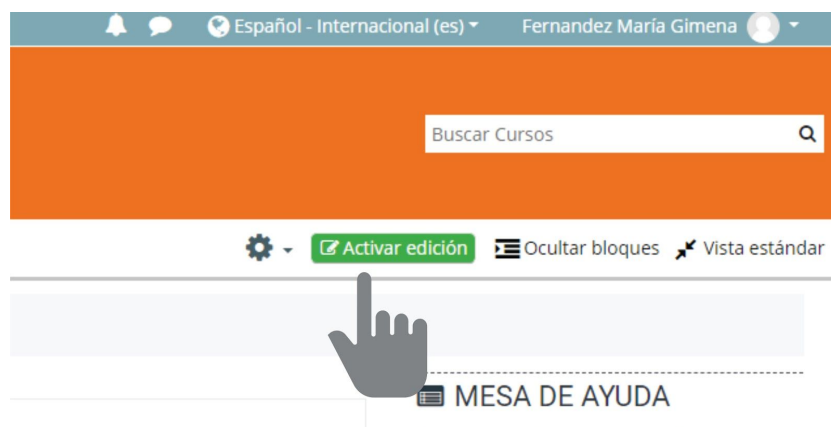 Español - Internacional (es) Fernandez María Gimena
Buscar Cursos
Activar edición Ocultar bloques Vista estándar
MESA DE AYUDA